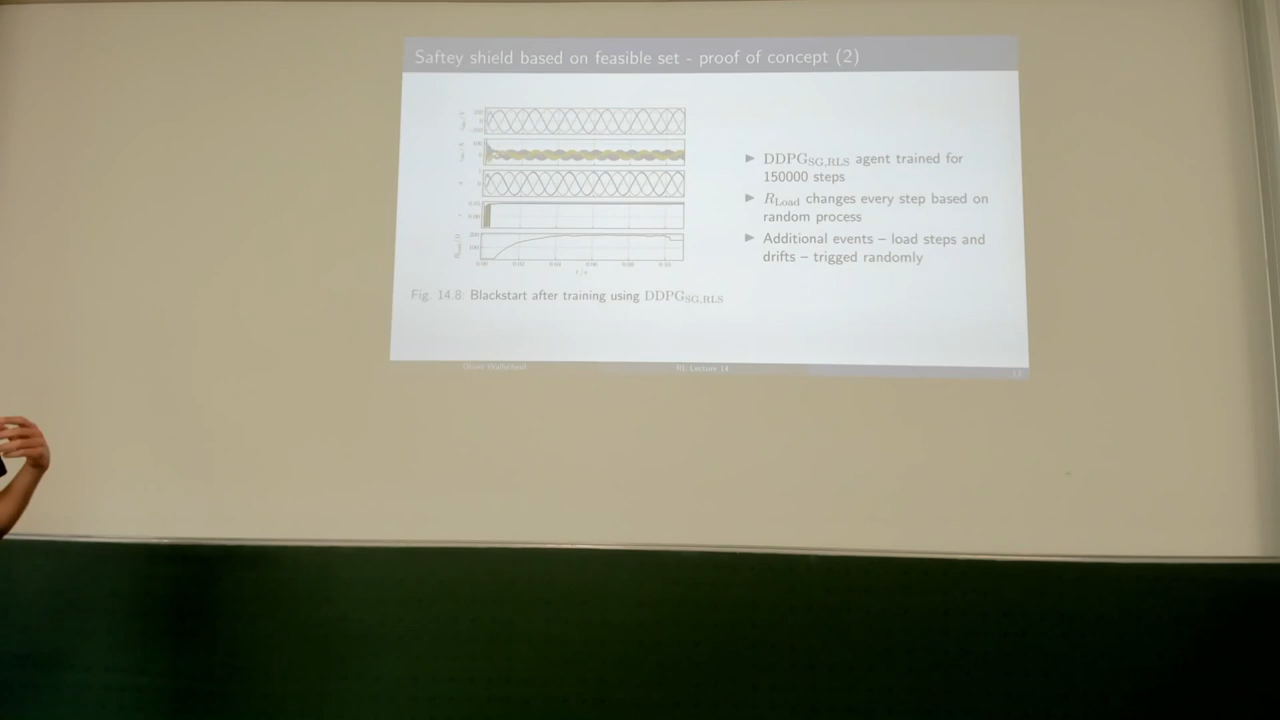 Saftey shield based on feasible set - proof of concept (2)
▶ DDPG_SG,RLS agent trained for
150000 steps
▶ R_Load changes every step based on
random process
▶ Additional events – load steps and
drifts – trigged randomly
t / s
Fig. 14.8: Blackstart after training using DDPG_SG,RLS
RL Lecture 14